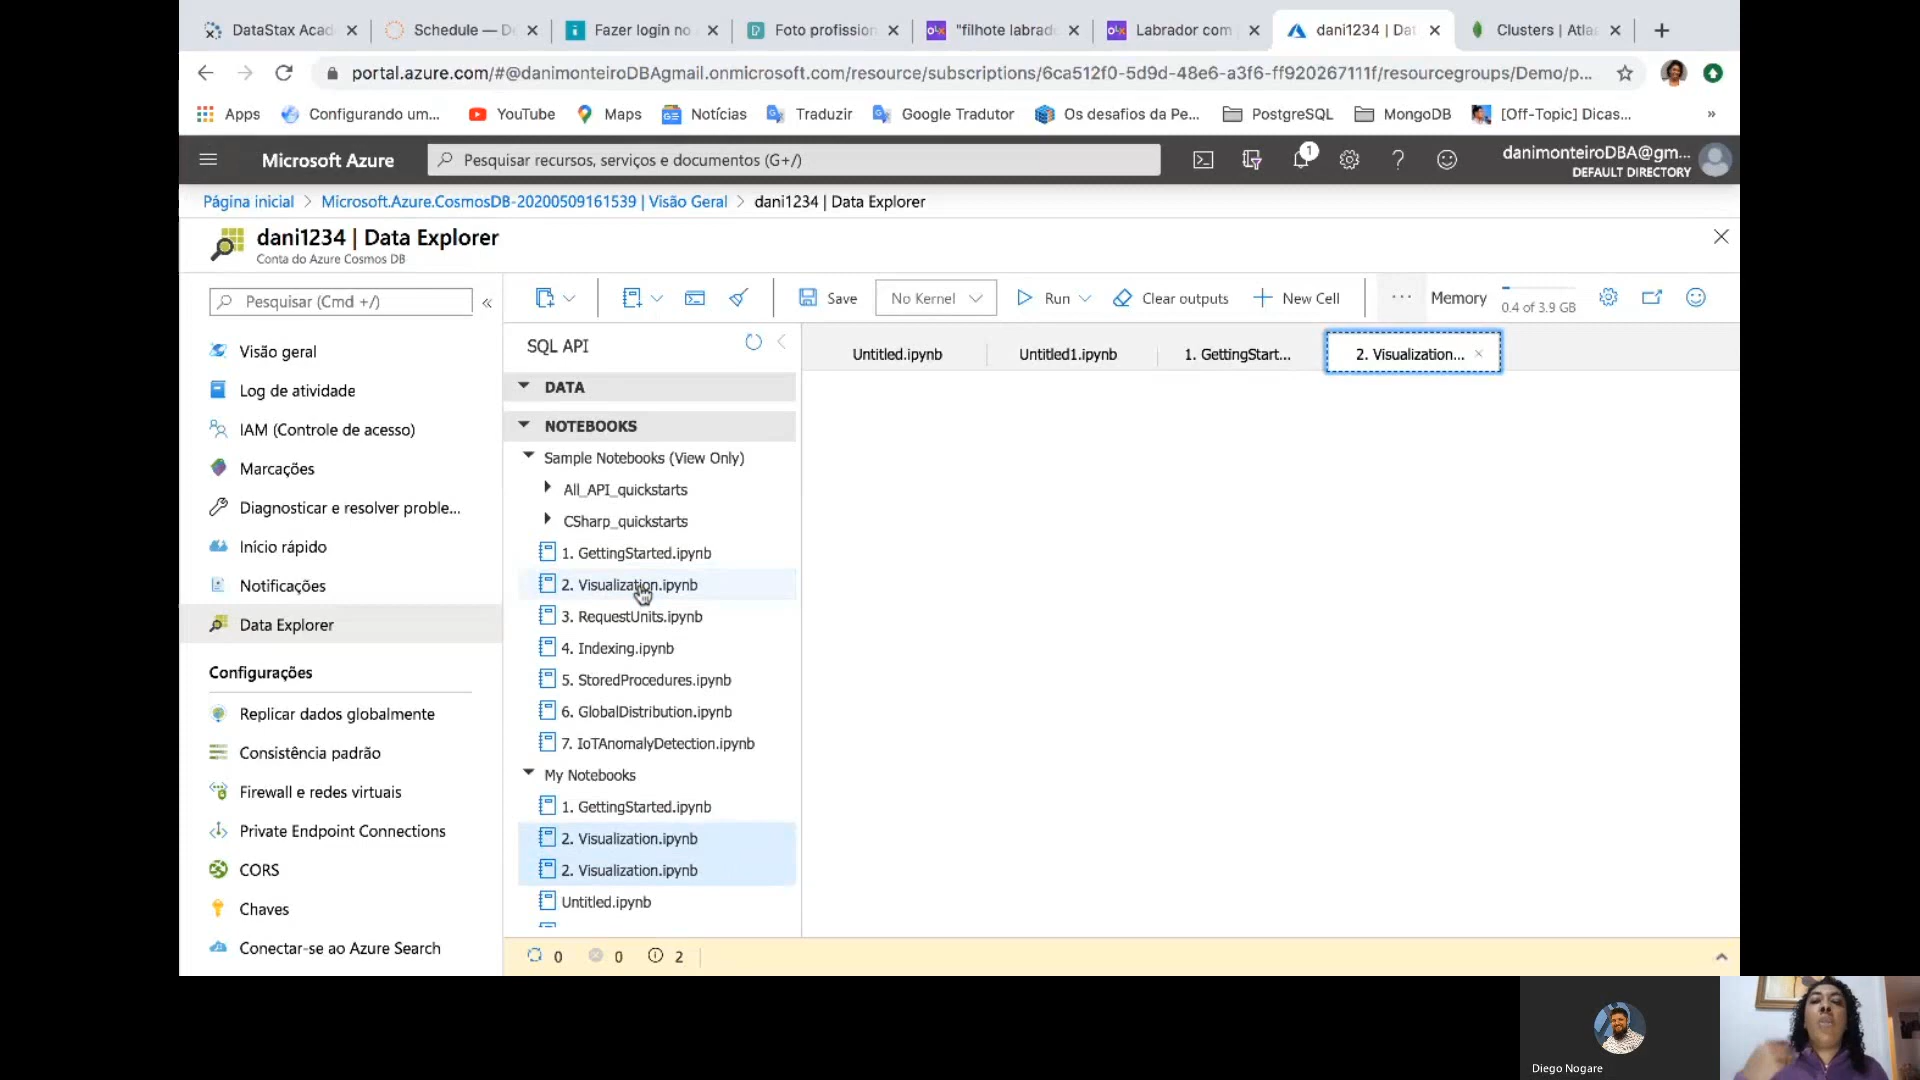 DataStax Acad
Schedule — D
Fazer login no
Foto profission
"filhote labrad
Labrador com
dani1234 | Dat
Clusters | Atla
portal.azure.com/#@danimonteiroDBAgmail.onmicrosoft.com/resource/subscriptions/6ca512f0-5d9d-48e6-a3f6-ff920267111f/resourcegroups/Demo/p...
Apps
Configurando um...
YouTube
Maps
Notícias
Traduzir
Google Tradutor
Os desafios da Pe...
PostgreSQL
MongoDB
[Off-Topic] Dicas...
»
Microsoft Azure
Pesquisar recursos, serviços e documentos (G+/)
1
danimonteiroDBA@gm...
DEFAULT DIRECTORY
Página inicial > Microsoft.Azure.CosmosDB-20200509161539 | Visão Geral > dani1234 | Data Explorer
dani1234 | Data Explorer
Conta do Azure Cosmos DB
Pesquisar (Cmd +/)
«
Visão geral
Log de atividade
IAM (Controle de acesso)
Marcações
Diagnosticar e resolver proble...
Início rápido
Notificações
Data Explorer
Configurações
Replicar dados globalmente
Consistência padrão
Firewall e redes virtuais
Private Endpoint Connections
CORS
Chaves
Conectar-se ao Azure Search
Save
No Kernel
Run
Clear outputs
New Cell
...
Memory
0.4 of 3.9 GB
SQL API
DATA
NOTEBOOKS
Sample Notebooks (View Only)
All_API_quickstarts
CSharp_quickstarts
1. GettingStarted.ipynb
2. Visualization.ipynb
3. RequestUnits.ipynb
4. Indexing.ipynb
5. StoredProcedures.ipynb
6. GlobalDistribution.ipynb
7. IoTAnomalyDetection.ipynb
My Notebooks
1. GettingStarted.ipynb
2. Visualization.ipynb
2. Visualization.ipynb
Untitled.ipynb
Untitled.ipynb
Untitled1.ipynb
1. GettingStart...
2. Visualization...
0
0
2
Diego Nogare